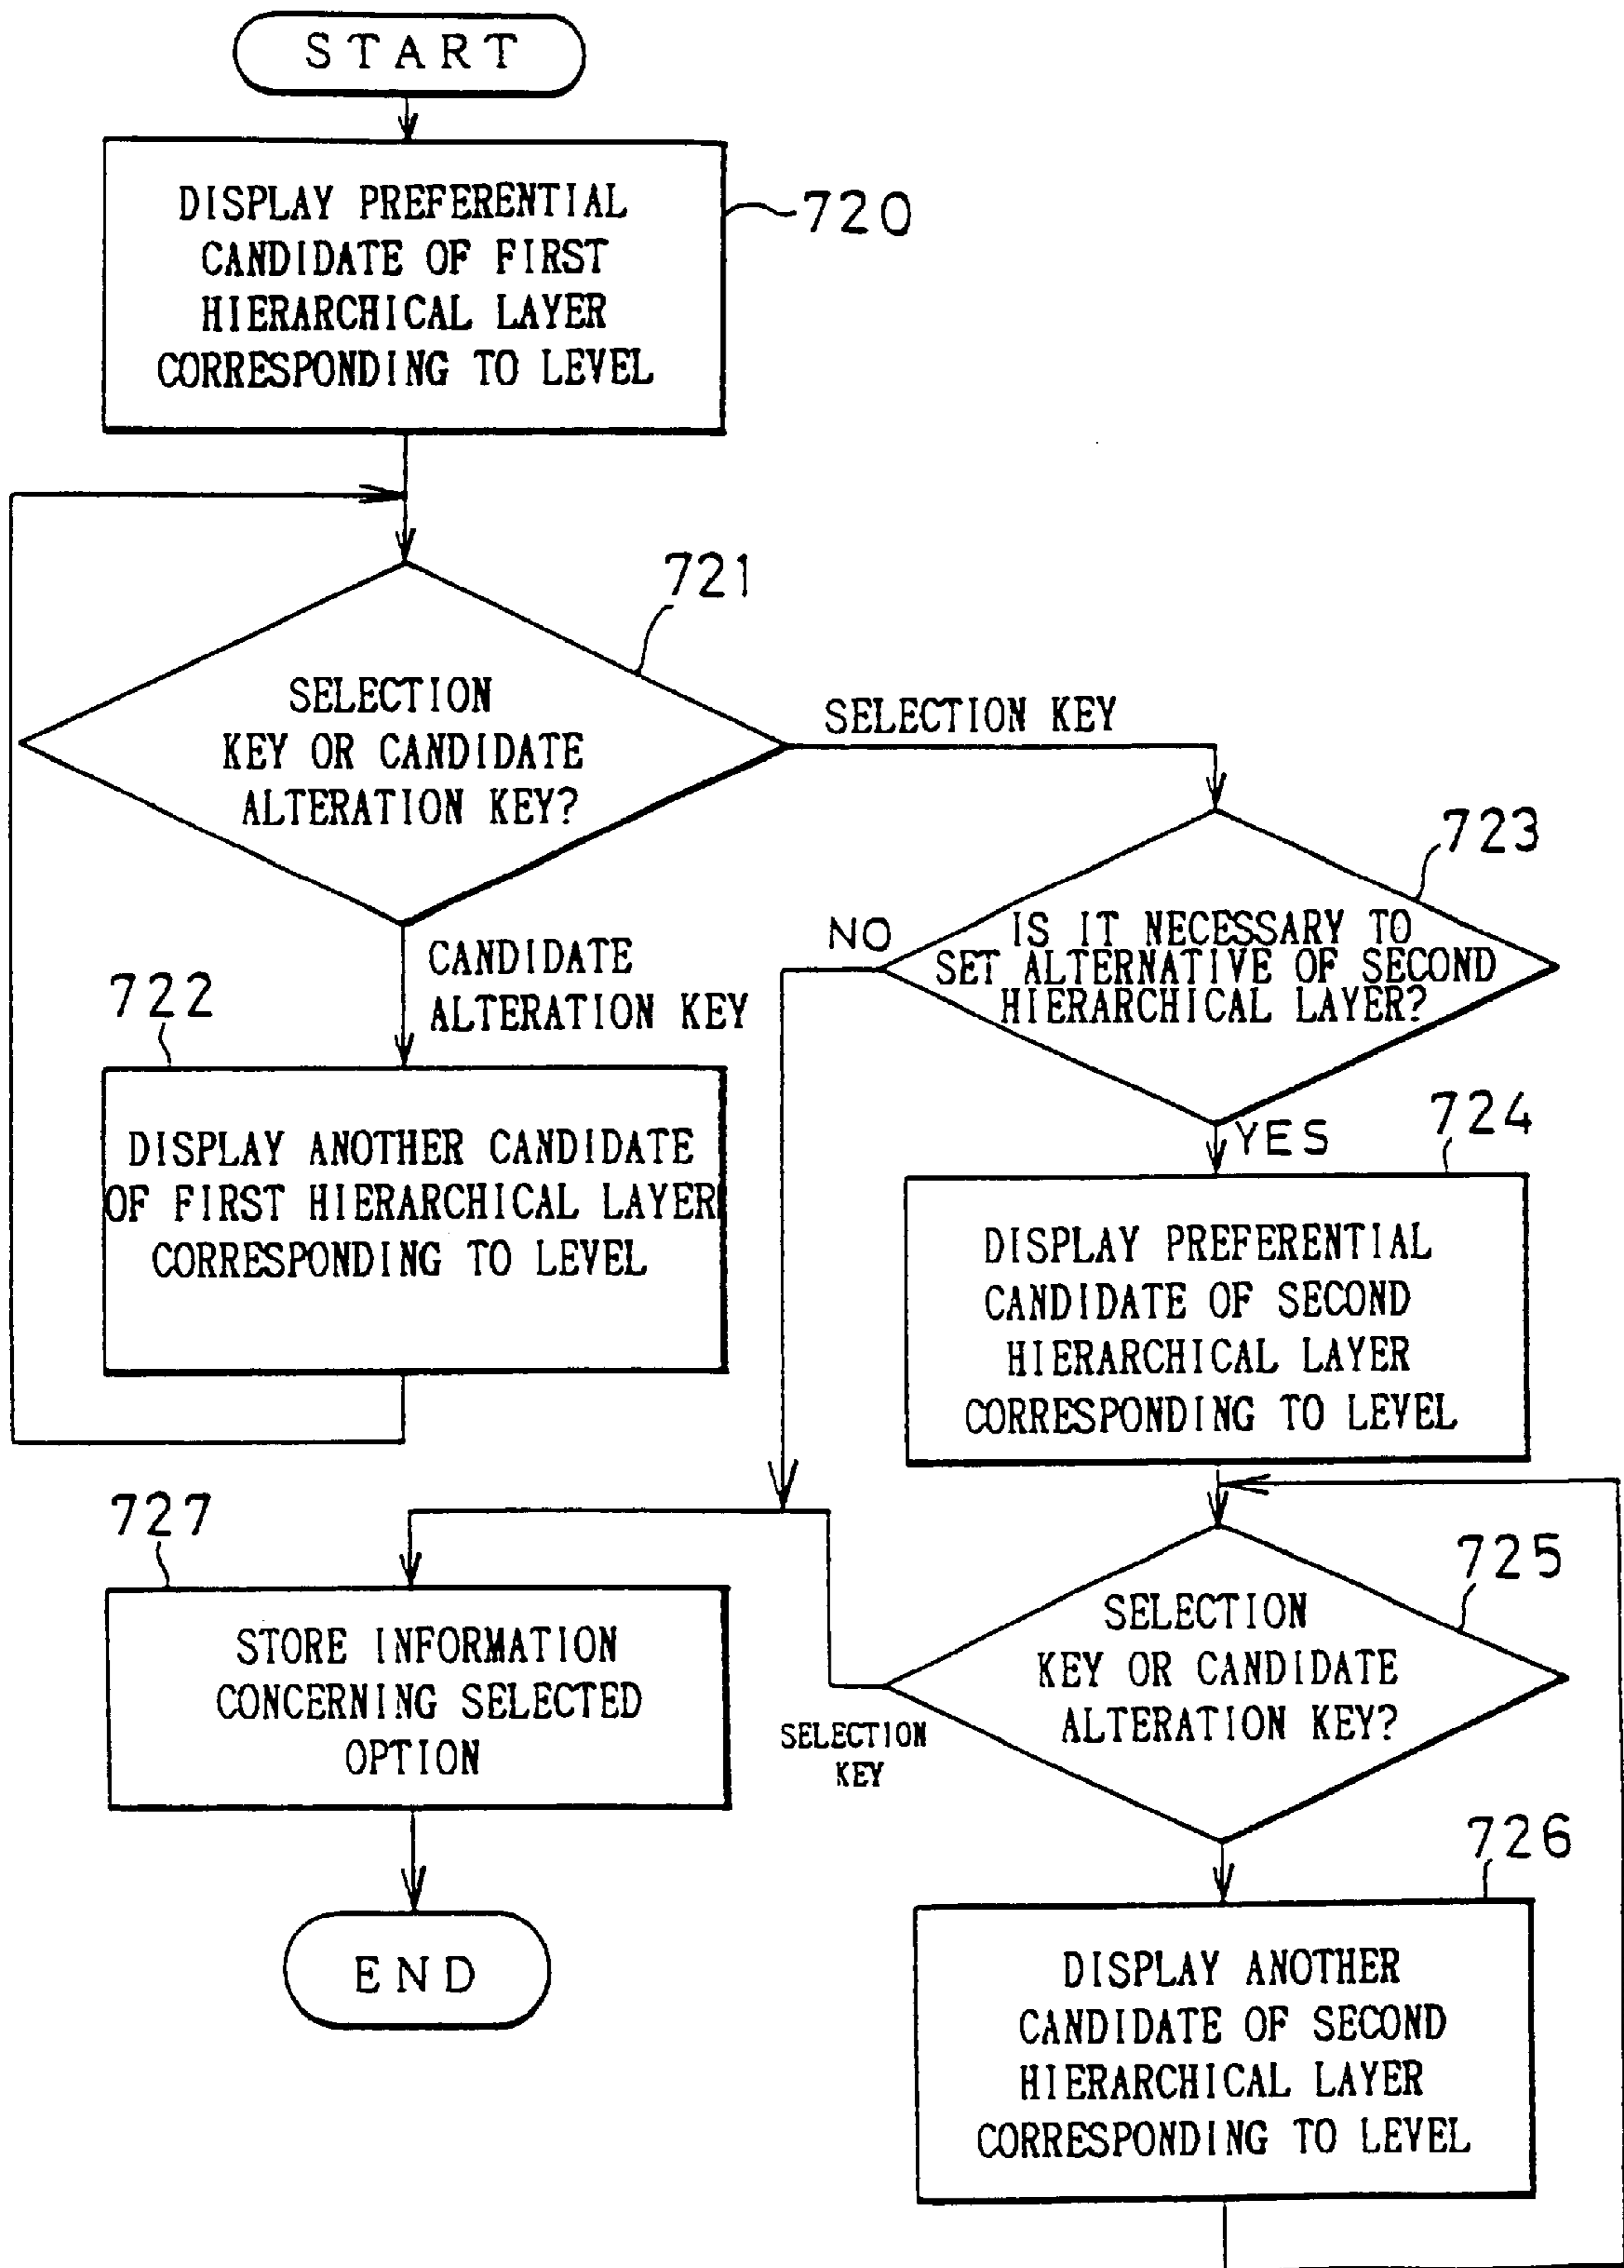 START
DISPLAY PREFERENTIAL
CANDIDATE OF FIRST
HIERARCHICAL LAYER
CORRESPONDING TO LEVEL
720
721
SELECTION
KEY OR CANDIDATE
ALTERATION KEY?
SELECTION KEY
CANDIDATE
ALTERATION KEY
722
DISPLAY ANOTHER CANDIDATE
OF FIRST HIERARCHICAL LAYER
CORRESPONDING TO LEVEL
723
NO
IS IT NECESSARY TO
SET ALTERNATIVE OF SECOND
HIERARCHICAL LAYER?
YES
724
DISPLAY PREFERENTIAL
CANDIDATE OF SECOND
HIERARCHICAL LAYER
CORRESPONDING TO LEVEL
725
SELECTION
KEY OR CANDIDATE
ALTERATION KEY?
SELECTION
KEY
726
DISPLAY ANOTHER
CANDIDATE OF SECOND
HIERARCHICAL LAYER
CORRESPONDING TO LEVEL
727
STORE INFORMATION
CONCERNING SELECTED
OPTION
END